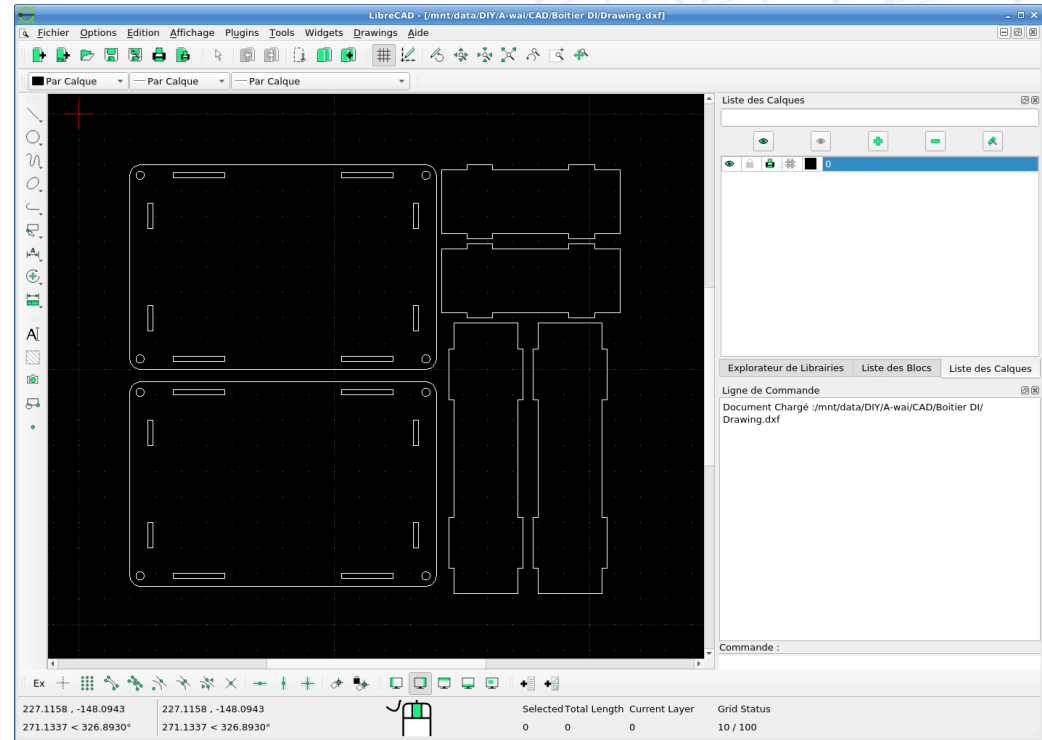 LibreCAD - [/mnt/data/DIY/A-wai/CAD/Boitier DI/Drawing.dxf]
Fichier Options Edition Affichage Plugins Tools Widgets Drawings Aide
Par Calque Par Calque Par Calque
Liste des Calques
0
A
AI
Explorateur de Librairies Liste des Blocs Liste des Calques
Ligne de Commande
Document Chargé :/mnt/data/DIY/A-wai/CAD/Boitier DI/
Drawing.dxf
Commande :
Ex
227.1158 , -148.0943 227.1158 , -148.0943 Selected Total Length Current Layer Grid Status
271.1337 < 326.8930° 271.1337 < 326.8930° 0 0 0 10 / 100